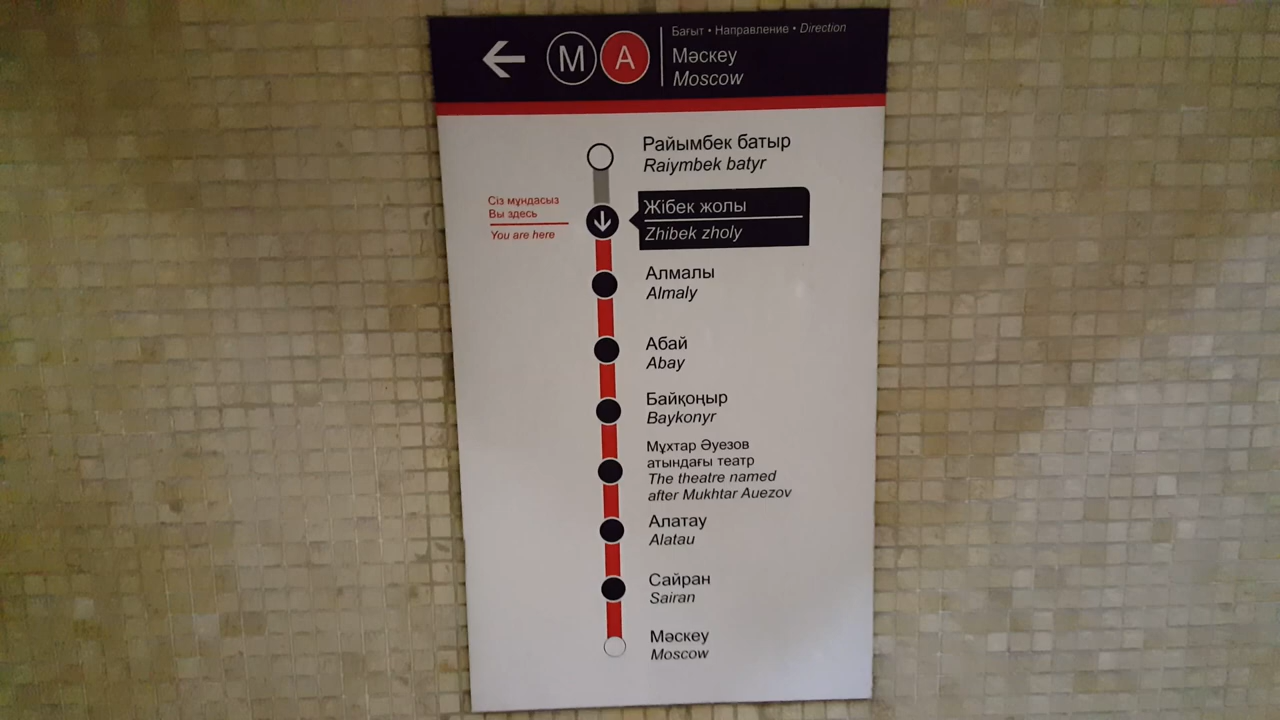 M A
Бағыт • Направление • Direction
Мәскеу
Moscow
Райымбек батыр
Raiymbek batyr
Сіз мұндасыз
Вы здесь
You are here
Жібек жолы
Zhibek zholy
Алмалы
Almaly
Абай
Abay
Байқоңыр
Baykonyr
Мұхтар Әуезов
атындағы театр
The theatre named
after Mukhtar Auezov
Алатау
Alatau
Сайран
Sairan
Мәскеу
Moscow